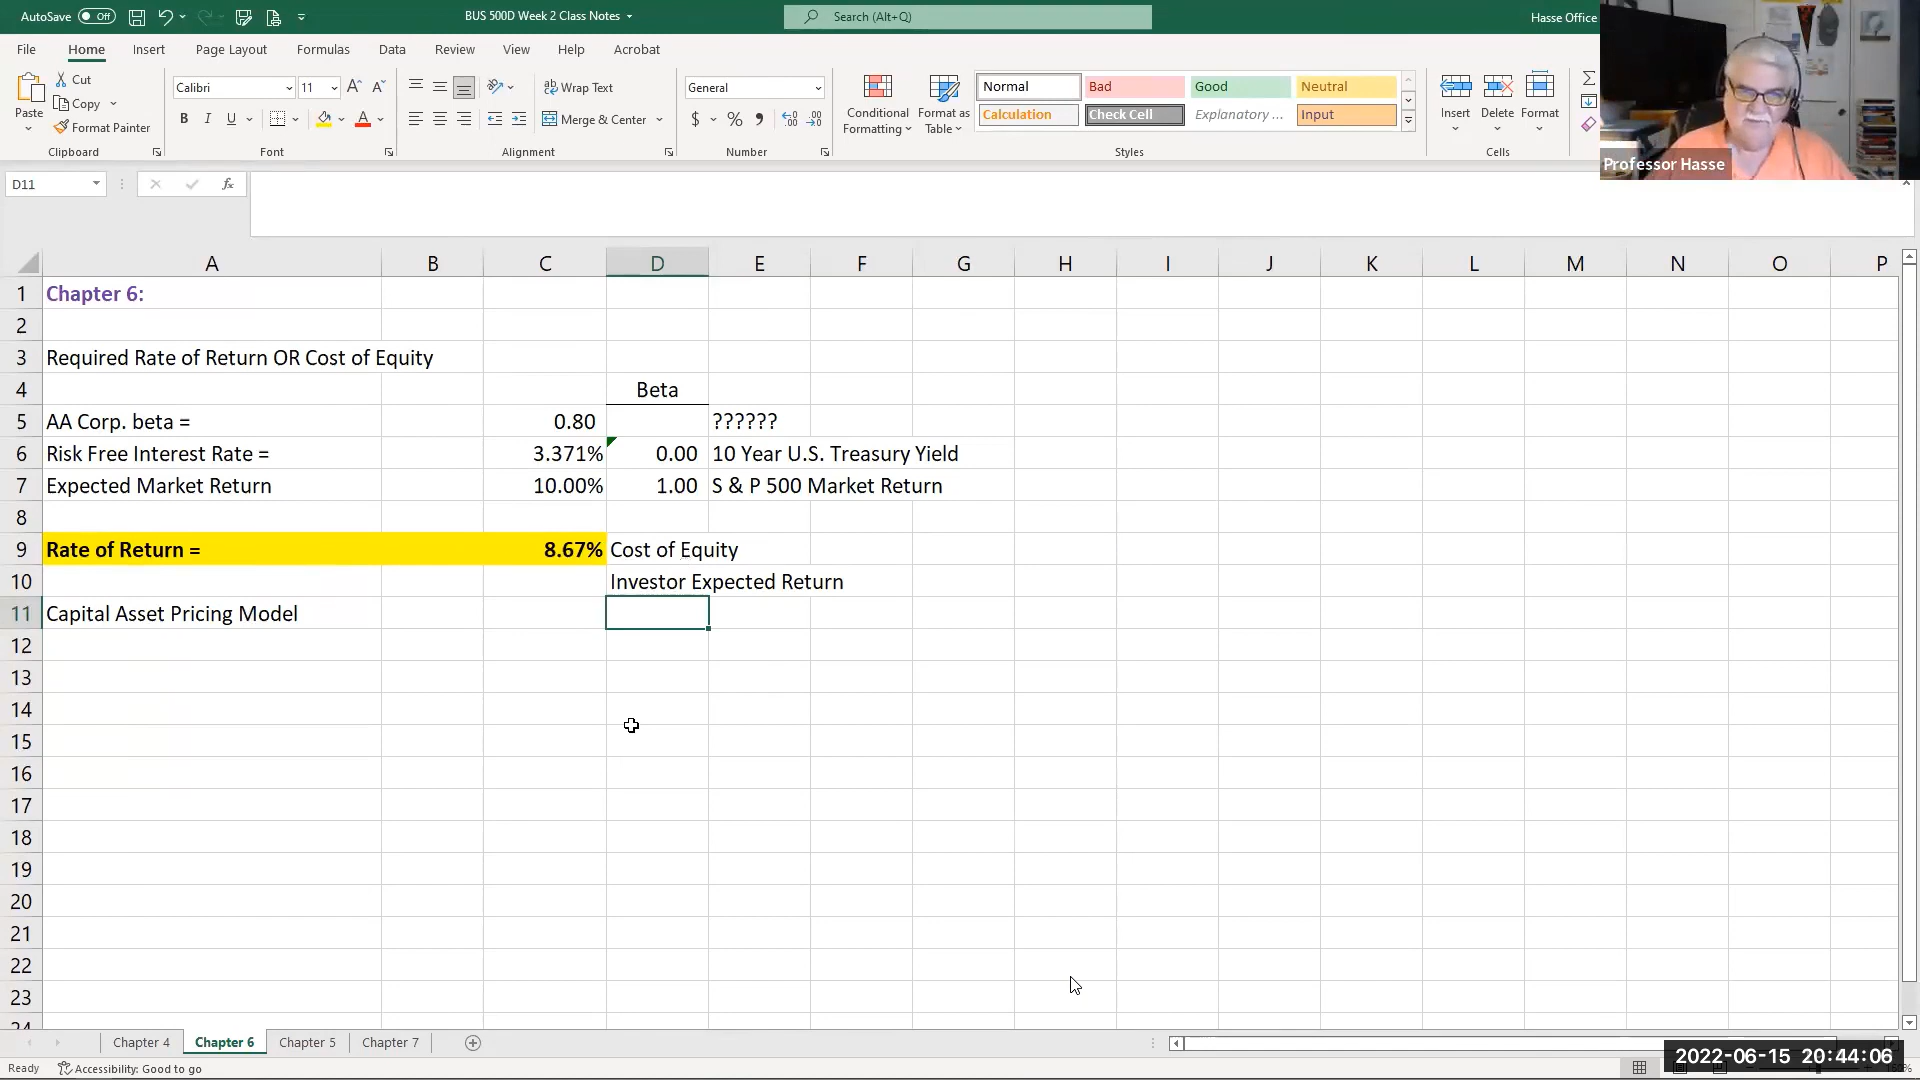 AutoSave Off BUS 500D Week 2 Class Notes Search (Alt+Q) Hasse Office
File Home Insert Page Layout Formulas Data Review View Help Acrobat
Paste Cut Copy Format Painter
Calibri 11 A A
B I U A
Wrap Text
Merge & Center
General
$ % 9
Conditional Formatting
Format as Table
Normal Bad Good Neutral
Calculation Check Cell Explanatory ... Input
Insert Delete Format
Clipboard Font Alignment Number Styles Cells
Professor Hasse
D11 fx
A B C D E F G H I J K L M N O P
1 Chapter 6:
2
3 Required Rate of Return OR Cost of Equity
4 Beta
5 AA Corp. beta = 0.80 ??????
6 Risk Free Interest Rate = 3.371% 0.00 10 Year U.S. Treasury Yield
7 Expected Market Return 10.00% 1.00 S & P 500 Market Return
8
9 Rate of Return = 8.67% Cost of Equity
10 Investor Expected Return
11 Capital Asset Pricing Model
12
13
14
15
16
17
18
19
20
21
22
23
24
Chapter 4 Chapter 6 Chapter 5 Chapter 7
Ready Accessibility: Good to go
2022-06-15 20:44:06